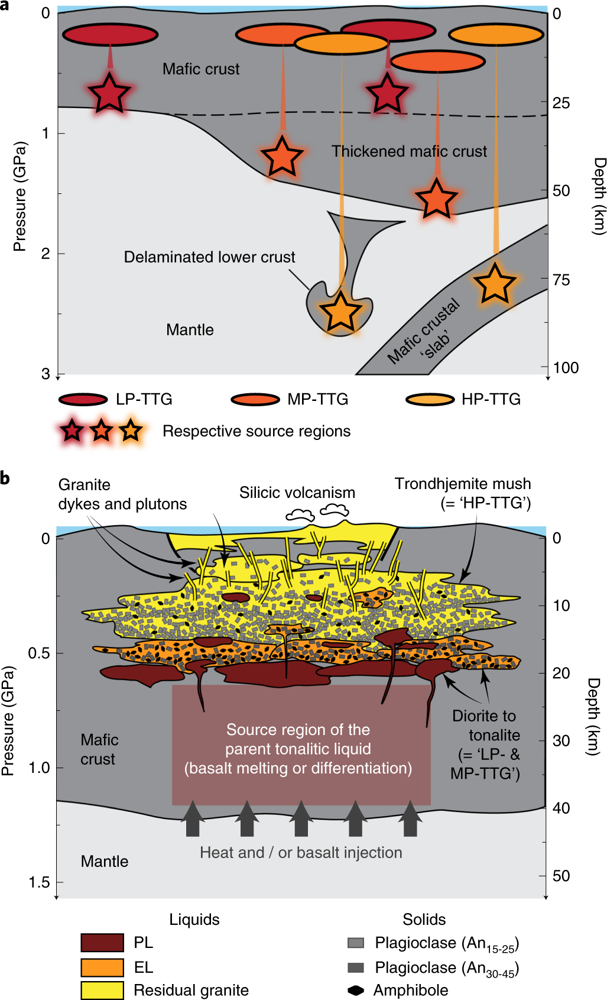 a
0
0
Mafic crust
25
1
Thickened mafic crust
Pressure (GPa)
Depth (km)
50
2
Delaminated lower crust
75
Mafic crustal
‘slab’
Mantle
3
100
LP-TTG
MP-TTG
HP-TTG
Respective source regions
b
Granite
dykes and plutons
Silicic volcanism
Trondhjemite mush
(= ‘HP-TTG’)
0
0
10
0.5
20
Pressure (GPa)
Depth (km)
Source region of the
parent tonalitic liquid
(basalt melting or differentiation)
Diorite to
tonalite
(= ‘LP- &
MP-TTG’)
Mafic
crust
30
1.0
40
Heat and / or basalt injection
Mantle
50
1.5
Liquids
Solids
PL
Plagioclase (An15-25)
EL
Plagioclase (An30-45)
Residual granite
Amphibole